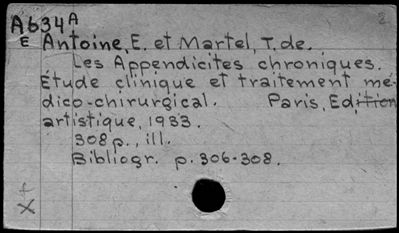 A634A
E Antoine, E. et Martel, T. de.
Les Appendicites chroniques.
Étude clinique et traitement mé-
dico-chirurgical. Paris, Edition
artistique, 1933.
308p., ill.
Bibliogr. p. 306-308.